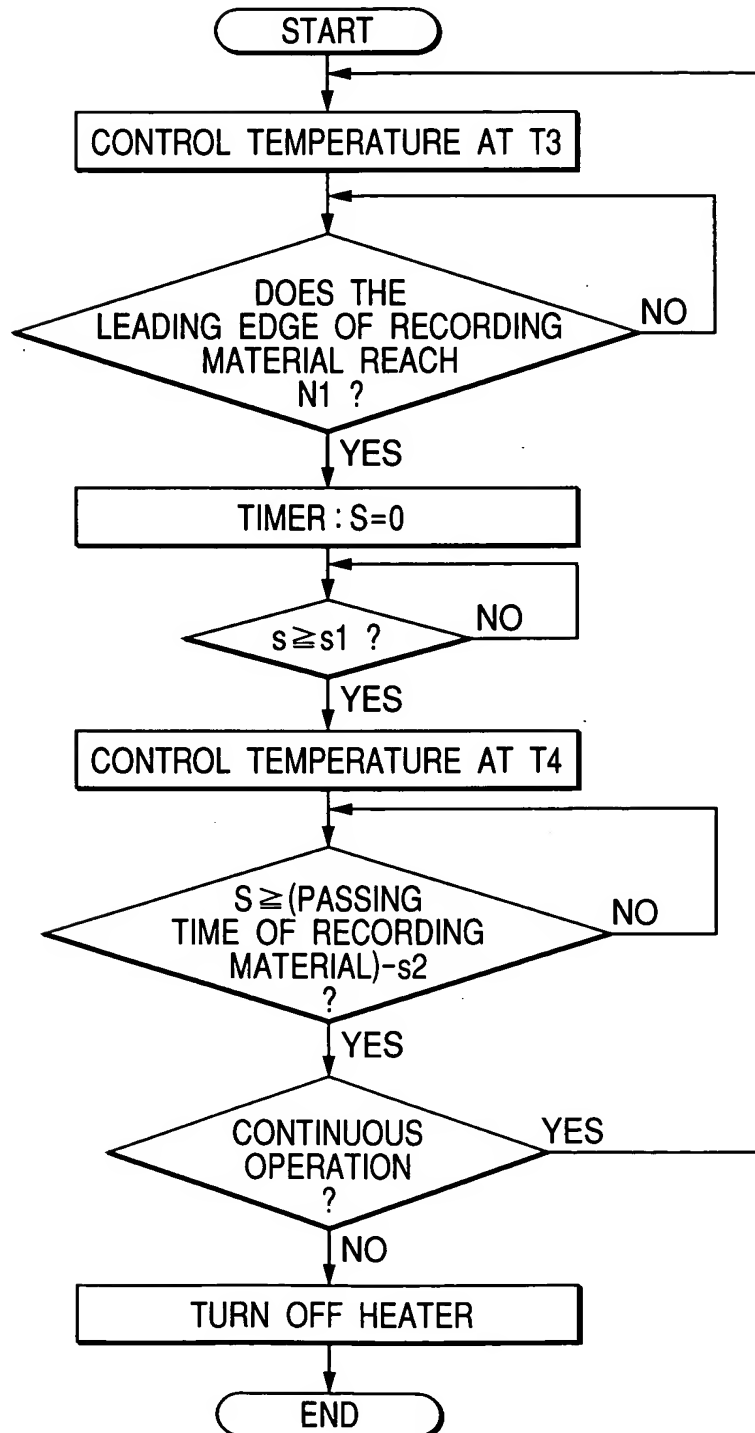 START
CONTROL TEMPERATURE AT T3
DOES THE
LEADING EDGE OF RECORDING
MATERIAL REACH
N1 ?
NO
YES
TIMER : S=0
s≧s1 ?
NO
YES
CONTROL TEMPERATURE AT T4
S≧(PASSING
TIME OF RECORDING
MATERIAL)-s2
?
NO
YES
CONTINUOUS
OPERATION
?
YES
NO
TURN OFF HEATER
END